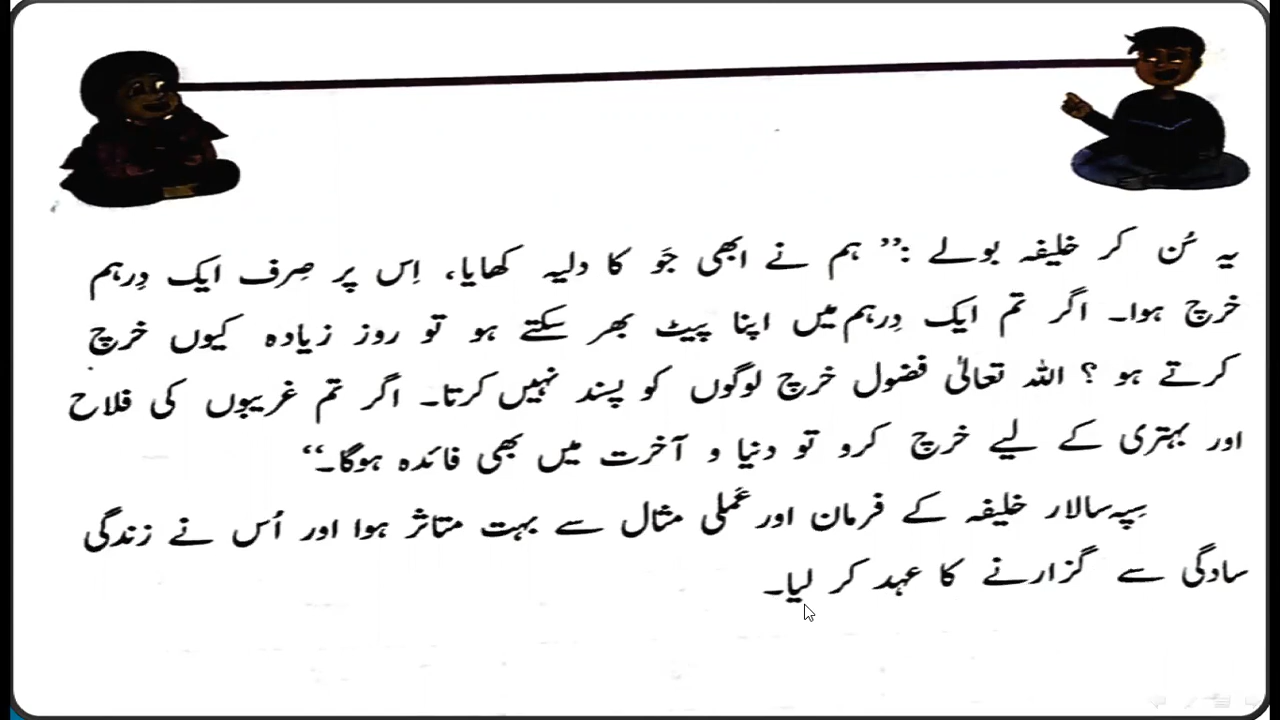 یہ سُن کر خلیفہ بولے :’’ ہم نے ابھی جَو کا دلیہ کھایا، اِس پر صِرف ایک دِرہم
خرچ ہوا۔ اگر تم ایک دِرہم میں اپنا پیٹ بھر سکتے ہو تو روز زیادہ کیوں خرچ
کرتے ہو ؟ اللہ تعالیٰ فضول خرچ لوگوں کو پسند نہیں کرتا۔ اگر تم غریبوں کی فلاح
اور بہتری کے لیے خرچ کرو تو دنیا و آخرت میں بھی فائدہ ہوگا۔‘‘
سِپہ سالار خلیفہ کے فرمان اور عَملی مثال سے بہت متاثر ہوا اور اُس نے زندگی
سادگی سے گزارنے کا عہد کر لیا۔